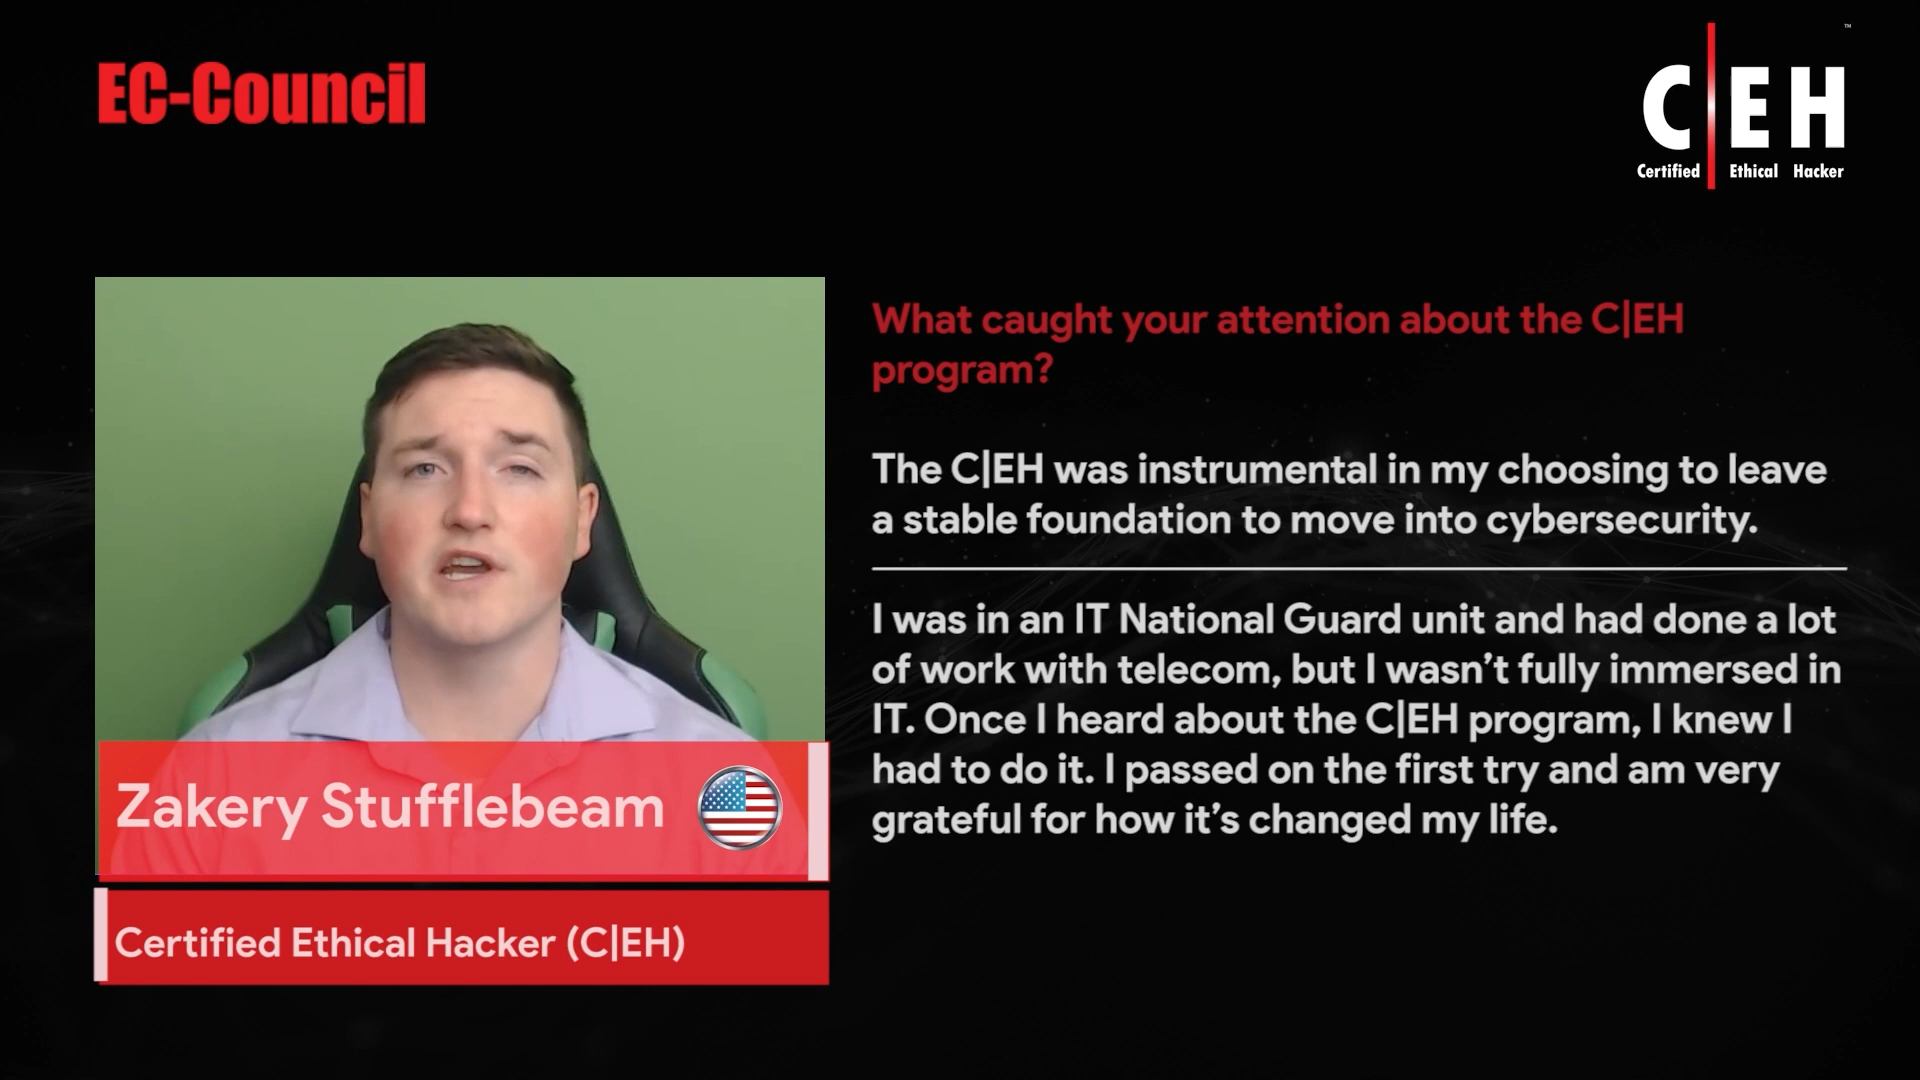 EC-Council
C|EH
™
Certified Ethical Hacker
What caught your attention about the C|EH
program?
The C|EH was instrumental in my choosing to leave
a stable foundation to move into cybersecurity.
I was in an IT National Guard unit and had done a lot
of work with telecom, but I wasn’t fully immersed in
IT. Once I heard about the C|EH program, I knew I
had to do it. I passed on the first try and am very
grateful for how it’s changed my life.
Zakery Stufflebeam
Certified Ethical Hacker (C|EH)